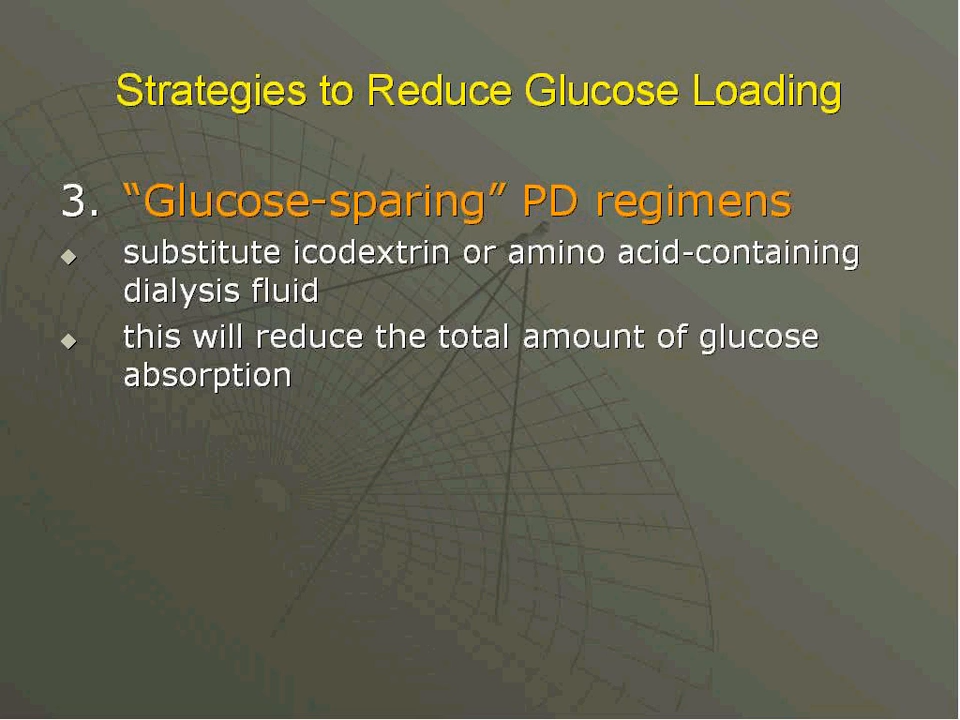 Strategies to Reduce Glucose Loading
3. “Glucose-sparing” PD regimens
substitute icodextrin or amino acid-containing
dialysis fluid
this will reduce the total amount of glucose
absorption